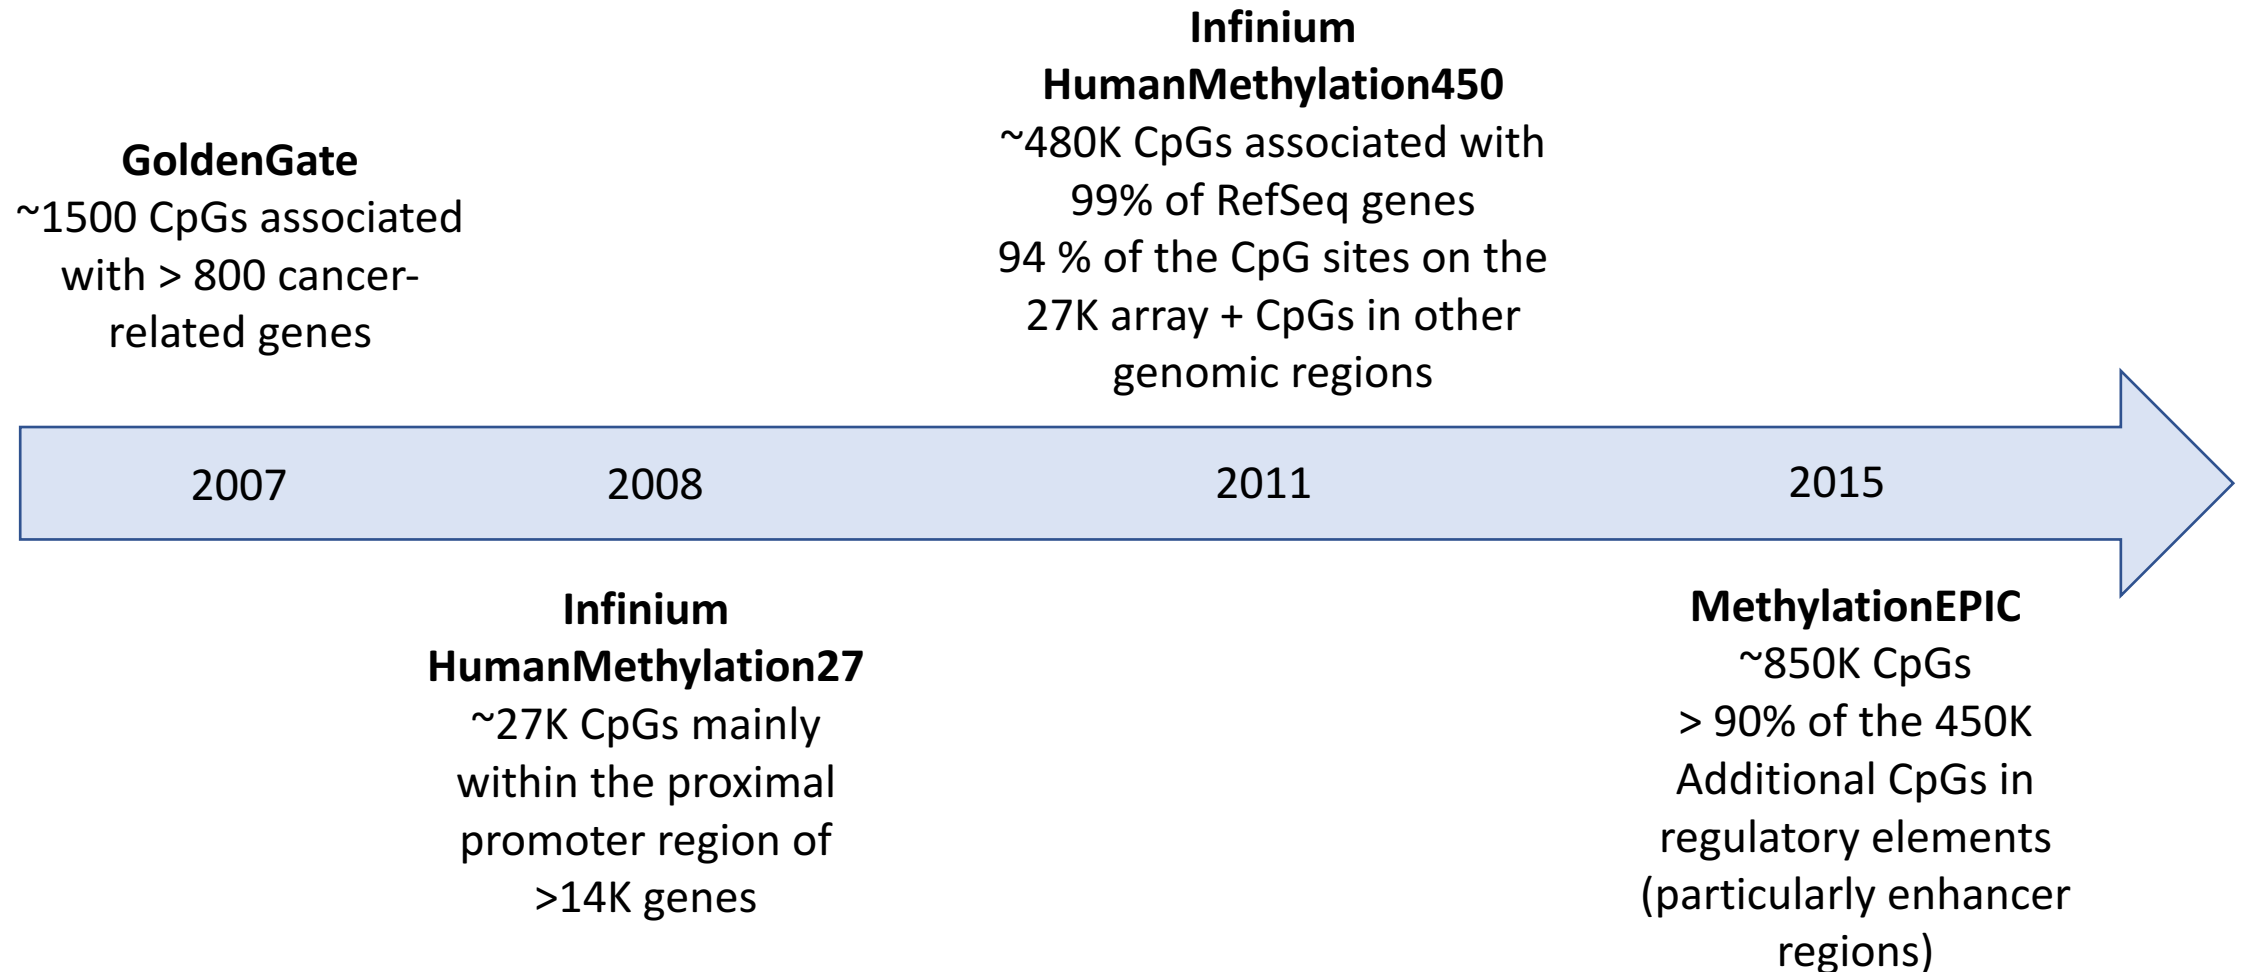 GoldenGate
~1500 CpGs associated
with > 800 cancer-
related genes
Infinium
HumanMethylation450
~480K CpGs associated with
99% of RefSeq genes
94 % of the CpG sites on the
27K array + CpGs in other
genomic regions
2007
2008
2011
2015
Infinium
HumanMethylation27
~27K CpGs mainly
within the proximal
promoter region of
>14K genes
MethylationEPIC
~850K CpGs
> 90% of the 450K
Additional CpGs in
regulatory elements
(particularly enhancer
regions)